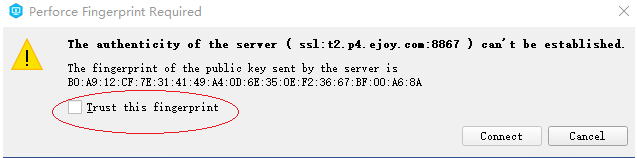 Perforce Fingerprint Required
The authenticity of the server ( ssl:t2.p4.ejoy.com:8867 ) can't be established.
The fingerprint of the public key sent by the server is
B0:A9:12:CF:7E:31:41:49:A4:0D:6E:35:0E:F2:36:67:BF:00:A6:8A
Trust this fingerprint
Connect
Cancel